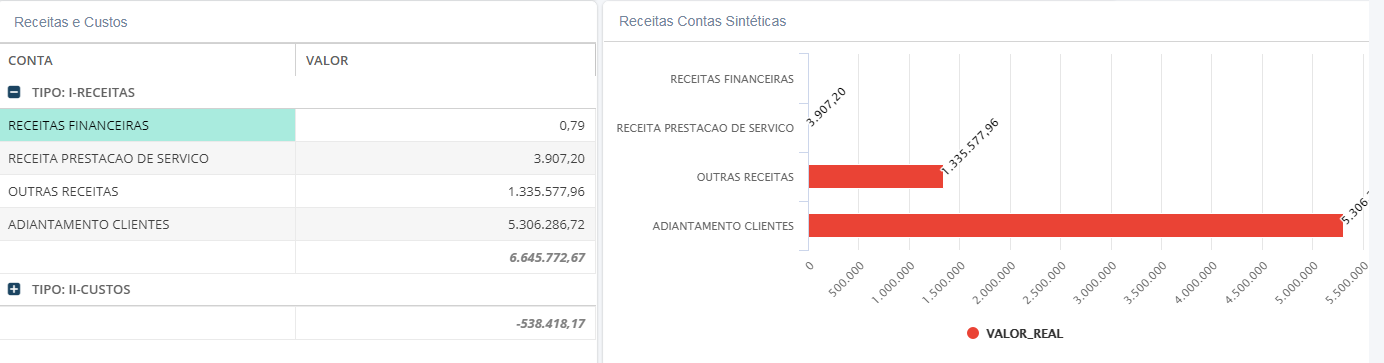 Receitas e Custos
CONTA VALOR
TIPO: I-RECEITAS
RECEITAS FINANCEIRAS 0,79
RECEITA PRESTACAO DE SERVICO 3.907,20
OUTRAS RECEITAS 1.335.577,96
ADIANTAMENTO CLIENTES 5.306.286,72
6.645.772,67
TIPO: II-CUSTOS
-538.418,17
Receitas Contas Sintéticas
RECEITAS FINANCEIRAS
RECEITA PRESTACAO DE SERVICO 3.907,20
OUTRAS RECEITAS 1.335.577,96
ADIANTAMENTO CLIENTES 5.306
0 500.000 1.000.000 1.500.000 2.000.000 2.500.000 3.000.000 3.500.000 4.000.000 4.500.000 5.000.000 5.500.000
VALOR_REAL